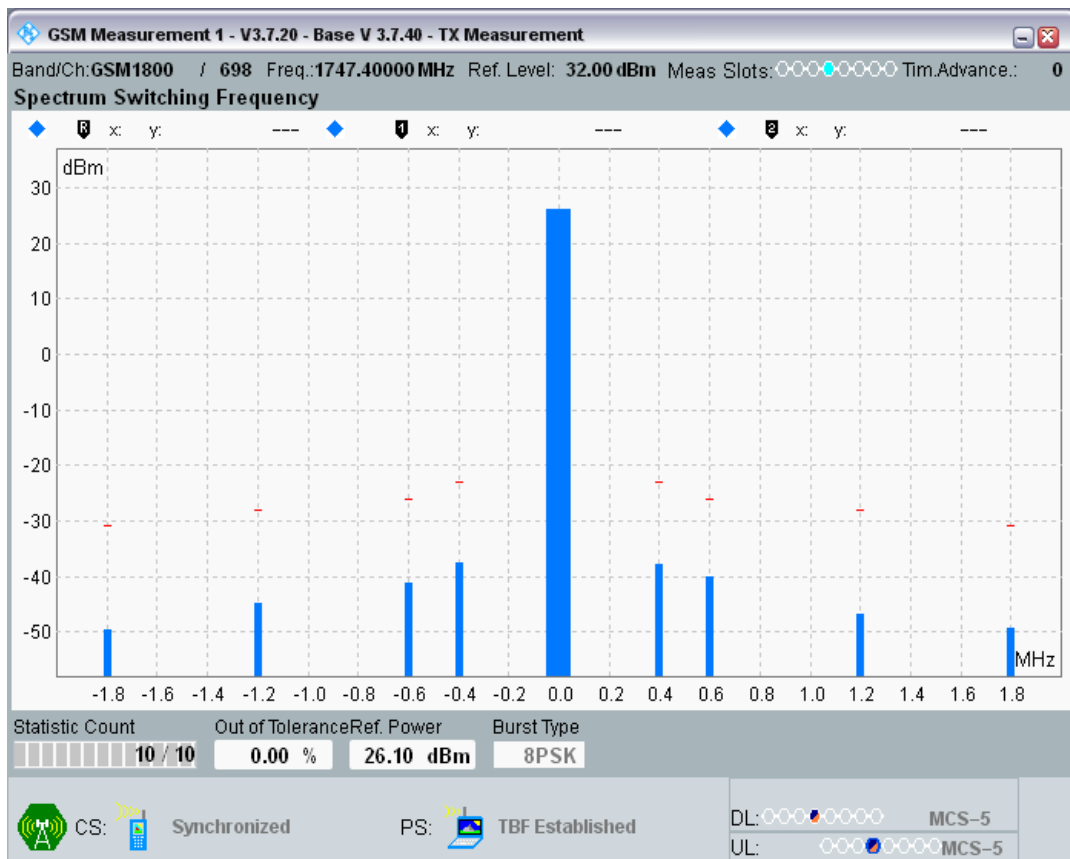 GSM Measurement 1 - V3.7.20 - Base V 3.7.40 - TX Measurement
Band/Ch:GSM1800 / 698 Freq.:1747.40000 MHz Ref. Level: 32.00 dBm Meas Slots: Tim.Advance.: 0
Spectrum Switching Frequency
R x: y: --- 1 x: y: --- 2 x: y: ---
dBm
30
20
10
0
-10
-20
-30
-40
-50
MHz
-1.8 -1.6 -1.4 -1.2 -1.0 -0.8 -0.6 -0.4 -0.2 0.0 0.2 0.4 0.6 0.8 1.0 1.2 1.4 1.6 1.8
Statistic Count Out of Tolerance Ref. Power Burst Type
10 / 10 0.00 % 26.10 dBm 8PSK
CS: Synchronized PS: TBF Established DL: MCS-5
UL: MCS-5